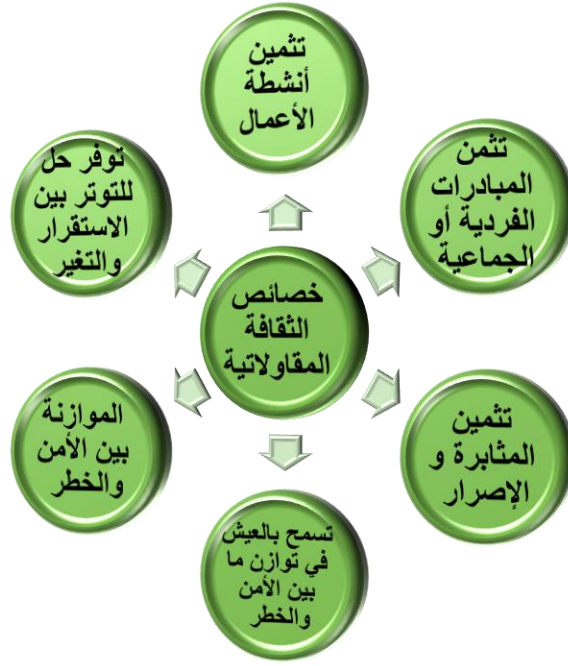 تثمين
أنشطة
الأعمال
تثمن
المبادرات
الفردية أو
الجماعية
توفر حل
للتوتر بين
الاستقرار
والتغير
خصائص
الثقافة
المقاولاتية
تثمين
المثابرة و
الإصرار
الموازنة
بين الأمن
والخطر
تسمح بالعيش
في توازن ما
بين الأمن
والخطر